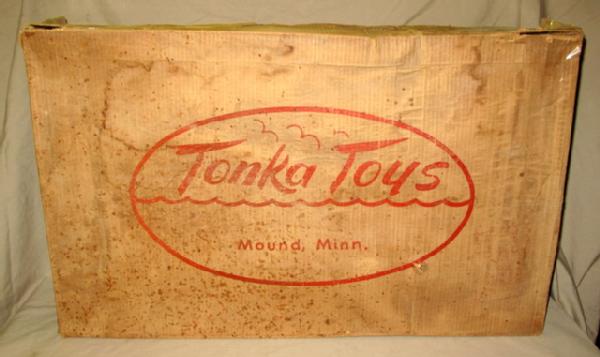 Tonka Toys
Mound, Minn.